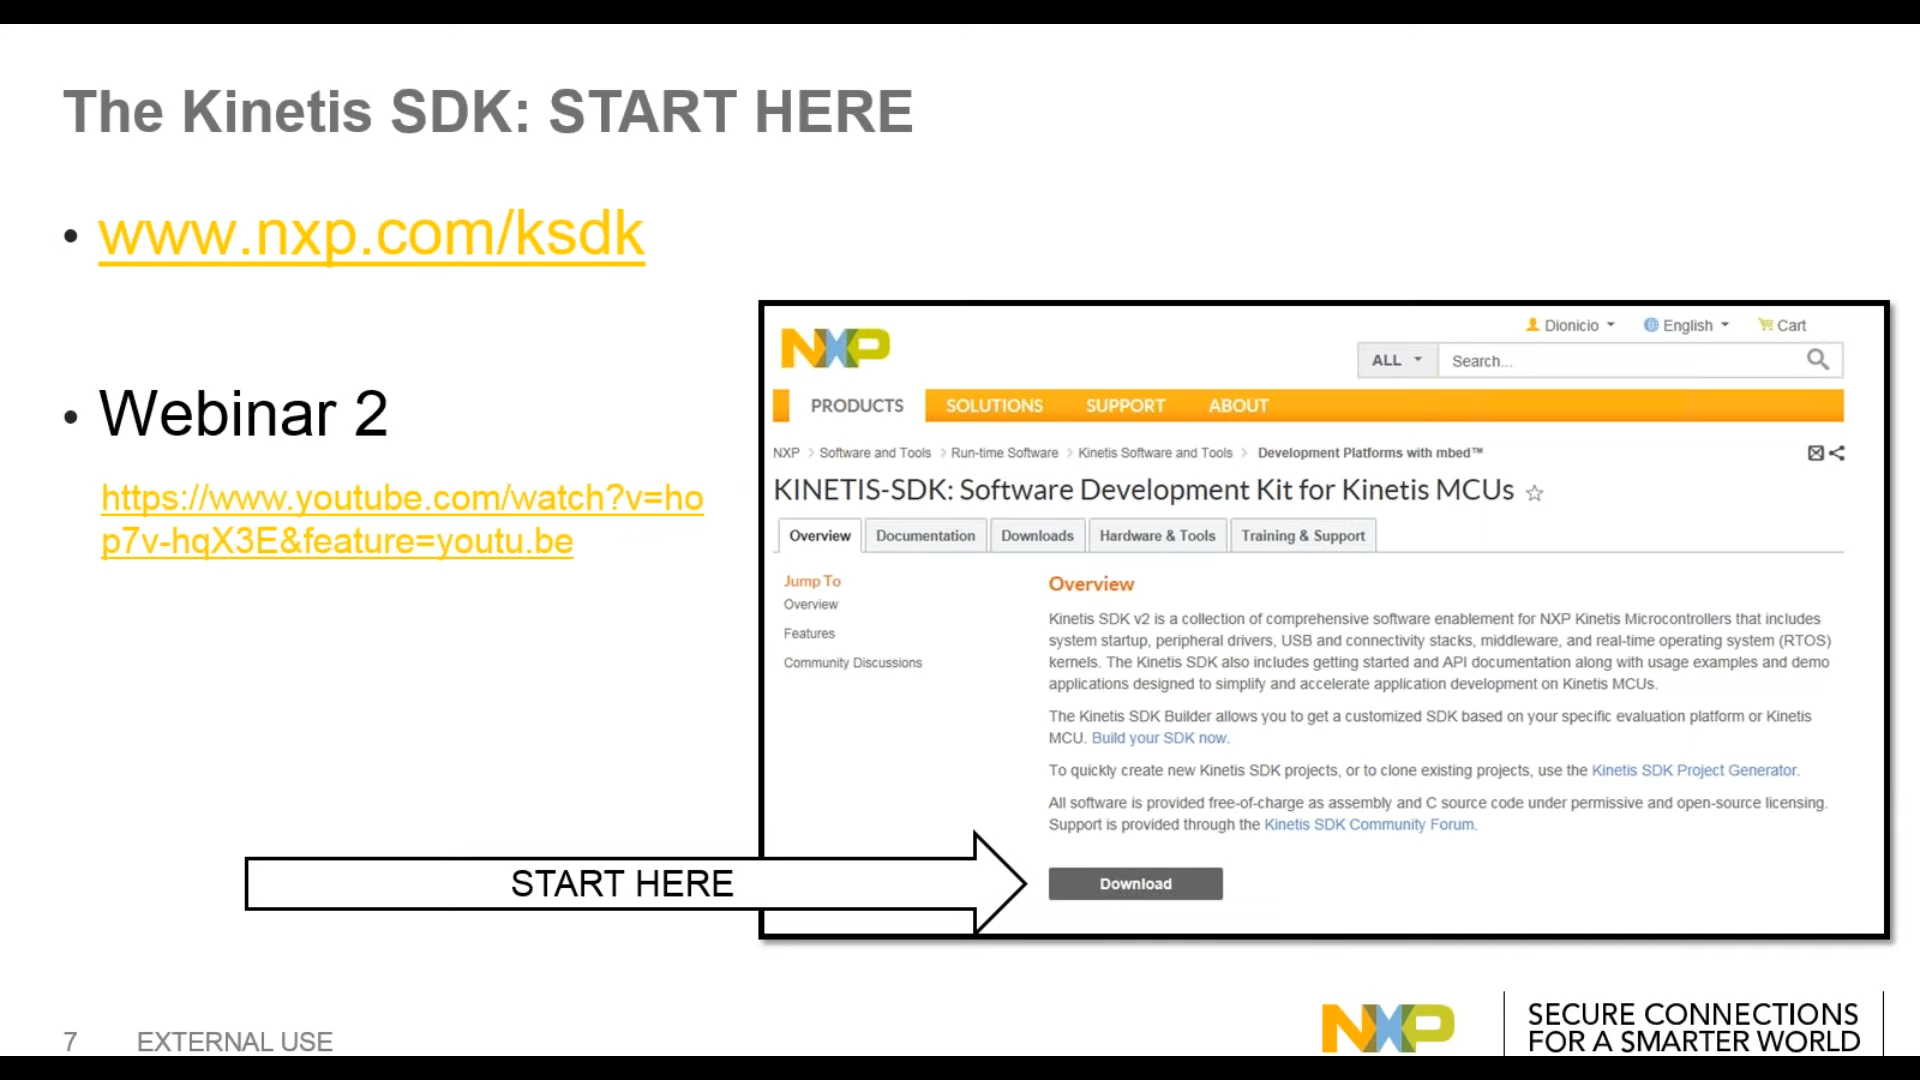 The Kinetis SDK: START HERE
• www.nxp.com/ksdk
• Webinar 2
https://www.youtube.com/watch?v=ho
p7v-hqX3E&feature=youtu.be
NXP
Dionicio English Cart
ALL Search...
PRODUCTS SOLUTIONS SUPPORT ABOUT
NXP > Software and Tools > Run-time Software > Kinetis Software and Tools > Development Platforms with mbed™
KINETIS-SDK: Software Development Kit for Kinetis MCUs
Overview Documentation Downloads Hardware & Tools Training & Support
Jump To
Overview
Features
Community Discussions
Overview
Kinetis SDK v2 is a collection of comprehensive software enablement for NXP Kinetis Microcontrollers that includes
system startup, peripheral drivers, USB and connectivity stacks, middleware, and real-time operating system (RTOS)
kernels. The Kinetis SDK also includes getting started and API documentation along with usage examples and demo
applications designed to simplify and accelerate application development on Kinetis MCUs.
The Kinetis SDK Builder allows you to get a customized SDK based on your specific evaluation platform or Kinetis
MCU. Build your SDK now.
To quickly create new Kinetis SDK projects, or to clone existing projects, use the Kinetis SDK Project Generator.
All software is provided free-of-charge as assembly and C source code under permissive and open-source licensing.
Support is provided through the Kinetis SDK Community Forum.
START HERE
Download
7 EXTERNAL USE
NXP
SECURE CONNECTIONS
FOR A SMARTER WORLD